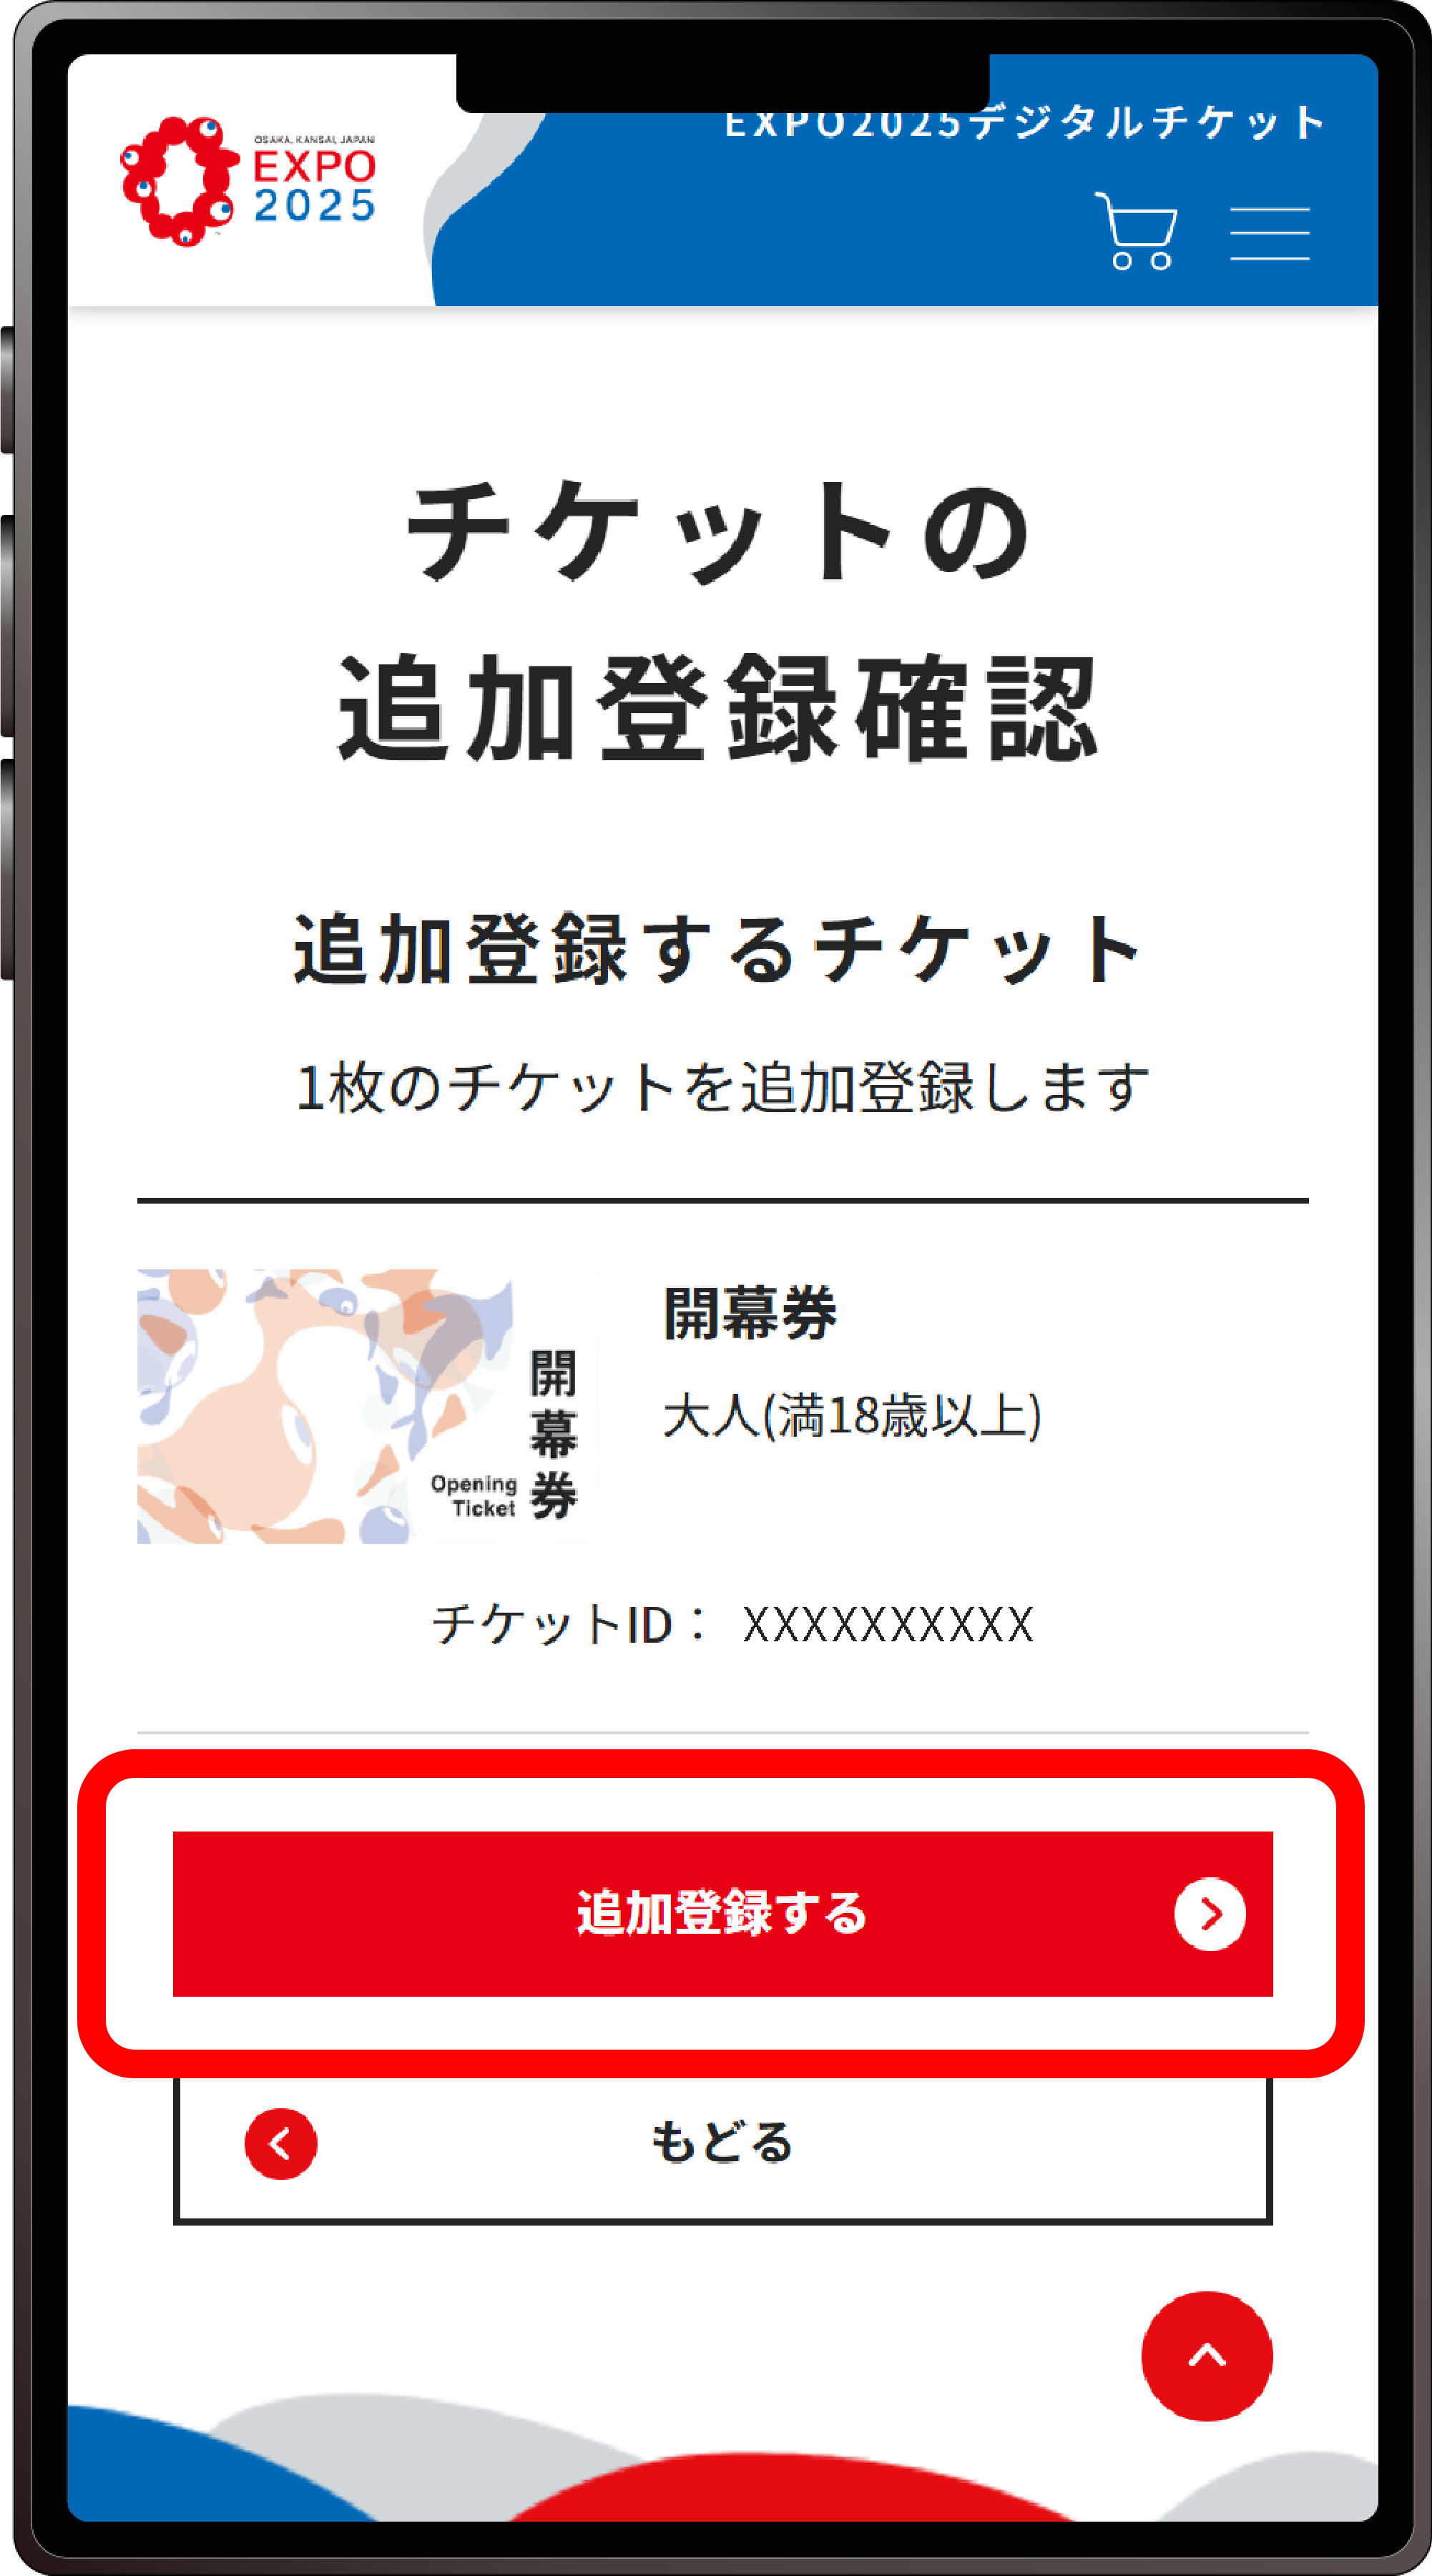 OSAKA, KANSAI, JAPAN
EXPO
2025
EXPO2025デジタルチケット
チケットの
追加登録確認
追加登録するチケット
1枚のチケットを追加登録します
開幕券
Opening
Ticket
開幕券
大人(満18歳以上)
チケットID： XXXXXXXXXX
追加登録する
もどる